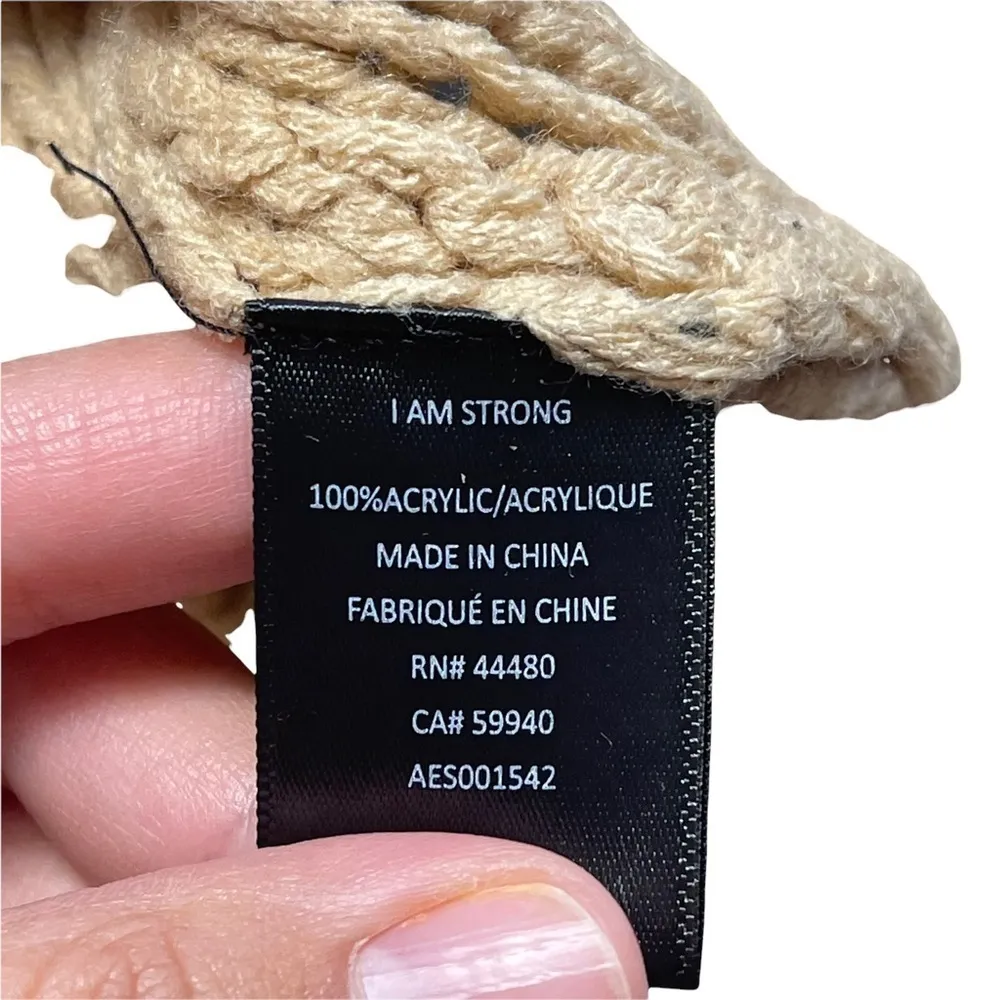 I AM STRONG
100%ACRYLIC/ACRYLIQUE
MADE IN CHINA
FABRIQUÉ EN CHINE
RN# 44480
CA# 59940
AES001542